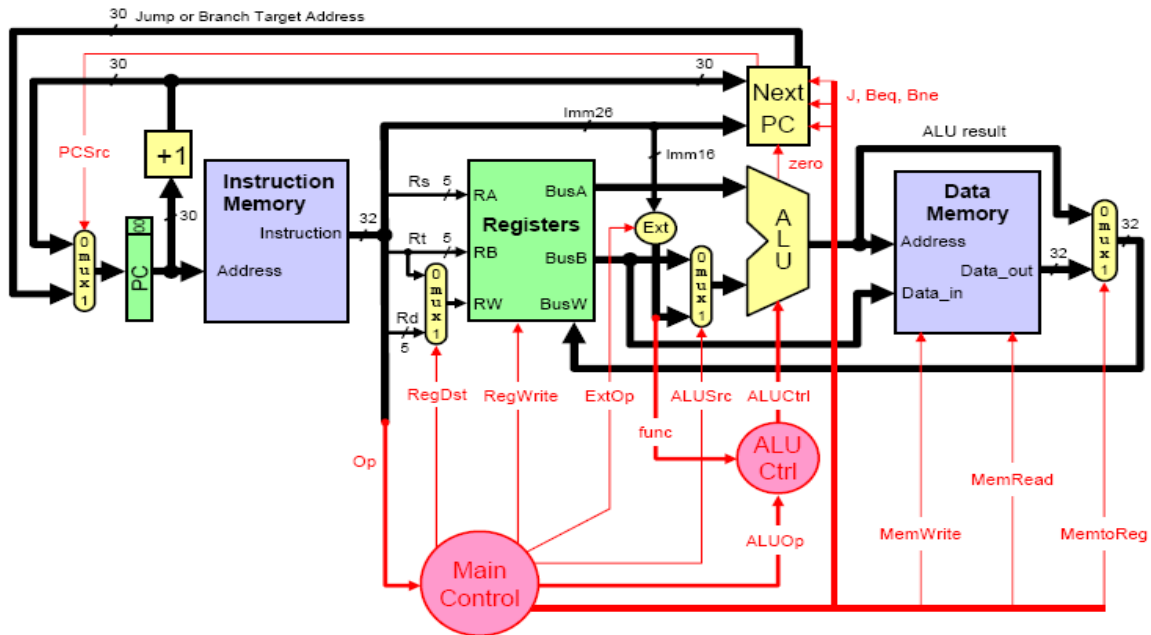 30 Jump or Branch Target Address
30
30
Next
PC
J, Beq, Bne
Imm26
Imm16
zero
ALU result
PCSrc
+1
30
Instruction
Memory
Instruction
Address
32
0
m
u
x
1
PC
00
Rs 5
Rt 5
Rd
5
0
m
u
x
1
RA
RB
RW
Registers
BusA
BusB
BusW
Ext
0
m
u
x
1
A
L
U
Data
Memory
Address
Data_out
Data_in
32
0
m
u
x
1
32
RegDst
RegWrite
ExtOp
ALUSrc
ALUCtrl
func
ALU
Ctrl
Op
ALUOp
Main
Control
MemRead
MemWrite
MemtoReg